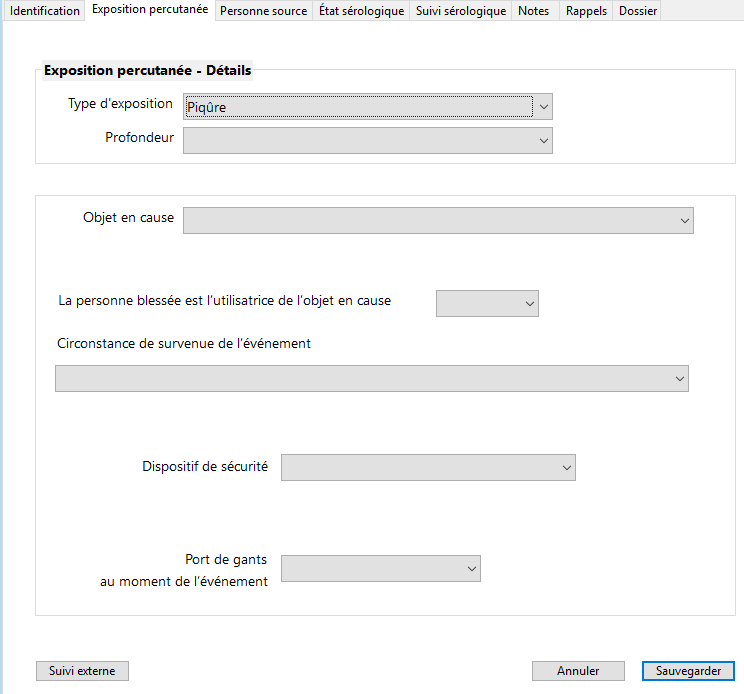 Identification Exposition percutanée Personne source État sérologique Suivi sérologique Notes Rappels Dossier
Exposition percutanée - Détails
Type d'exposition Piqûre
Profondeur
Objet en cause
La personne blessée est l'utilisatrice de l'objet en cause
Circonstance de survenue de l'événement
Dispositif de sécurité
Port de gants
au moment de l'événement
Suivi externe Annuler Sauvegarder